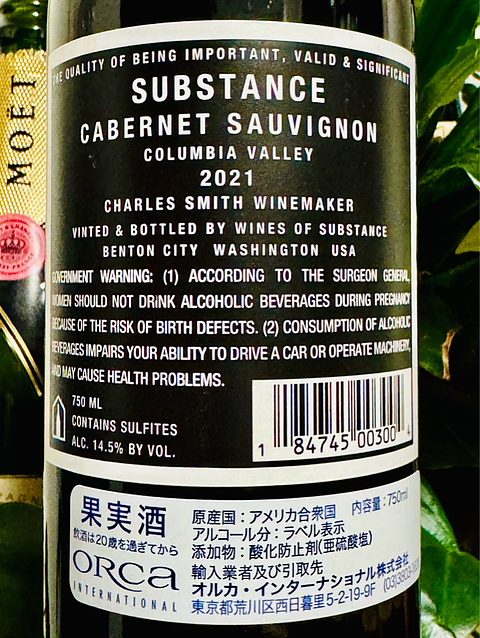 MOËT
THE QUALITY OF BEING IMPORTANT, VALID & SIGNIFICANT
SUBSTANCE
CABERNET SAUVIGNON
COLUMBIA VALLEY
2021
CHARLES SMITH WINEMAKER
VINTED & BOTTLED BY WINES OF SUBSTANCE
BENTON CITY WASHINGTON USA
GOVERNMENT WARNING: (1) ACCORDING TO THE SURGEON GENERAL,
WOMEN SHOULD NOT DRINK ALCOHOLIC BEVERAGES DURING PREGNANCY
BECAUSE OF THE RISK OF BIRTH DEFECTS. (2) CONSUMPTION OF ALCOHOLIC
BEVERAGES IMPAIRS YOUR ABILITY TO DRIVE A CAR OR OPERATE MACHINERY,
AND MAY CAUSE HEALTH PROBLEMS.
750 ML
CONTAINS SULFITES
ALC. 14.5% BY VOL.
1 84745 00300 4
果実酒
飲酒は20歳を過ぎてから
ORCA
INTERNATIONAL
原産国：アメリカ合衆国 内容量：750ml
アルコール分：ラベル表示
添加物：酸化防止剤(亜硫酸塩)
輸入業者及び引取先
オルカ・インターナショナル株式会社
東京都荒川区西日暮里5-2-19-9F